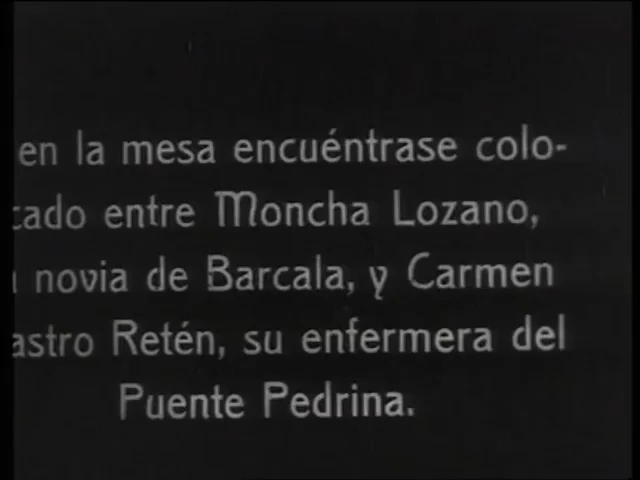 en la mesa encuéntrase colo-
cado entre Moncha Lozano,
novia de Barcala, y Carmen
astro Retén, su enfermera del
Puente Pedrina.